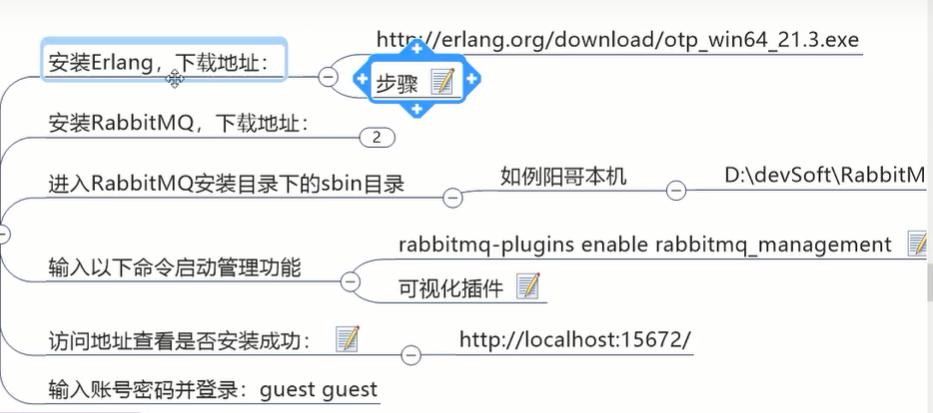 安装Erlang，下载地址：
http://erlang.org/download/otp_win64_21.3.exe
步骤
安装RabbitMQ，下载地址：
2
进入RabbitMQ安装目录下的sbin目录
如例阳哥本机
D:\devSoft\RabbitM
输入以下命令启动管理功能
rabbitmq-plugins enable rabbitmq_management
可视化插件
访问地址查看是否安装成功：
http://localhost:15672/
输入账号密码并登录：guest guest